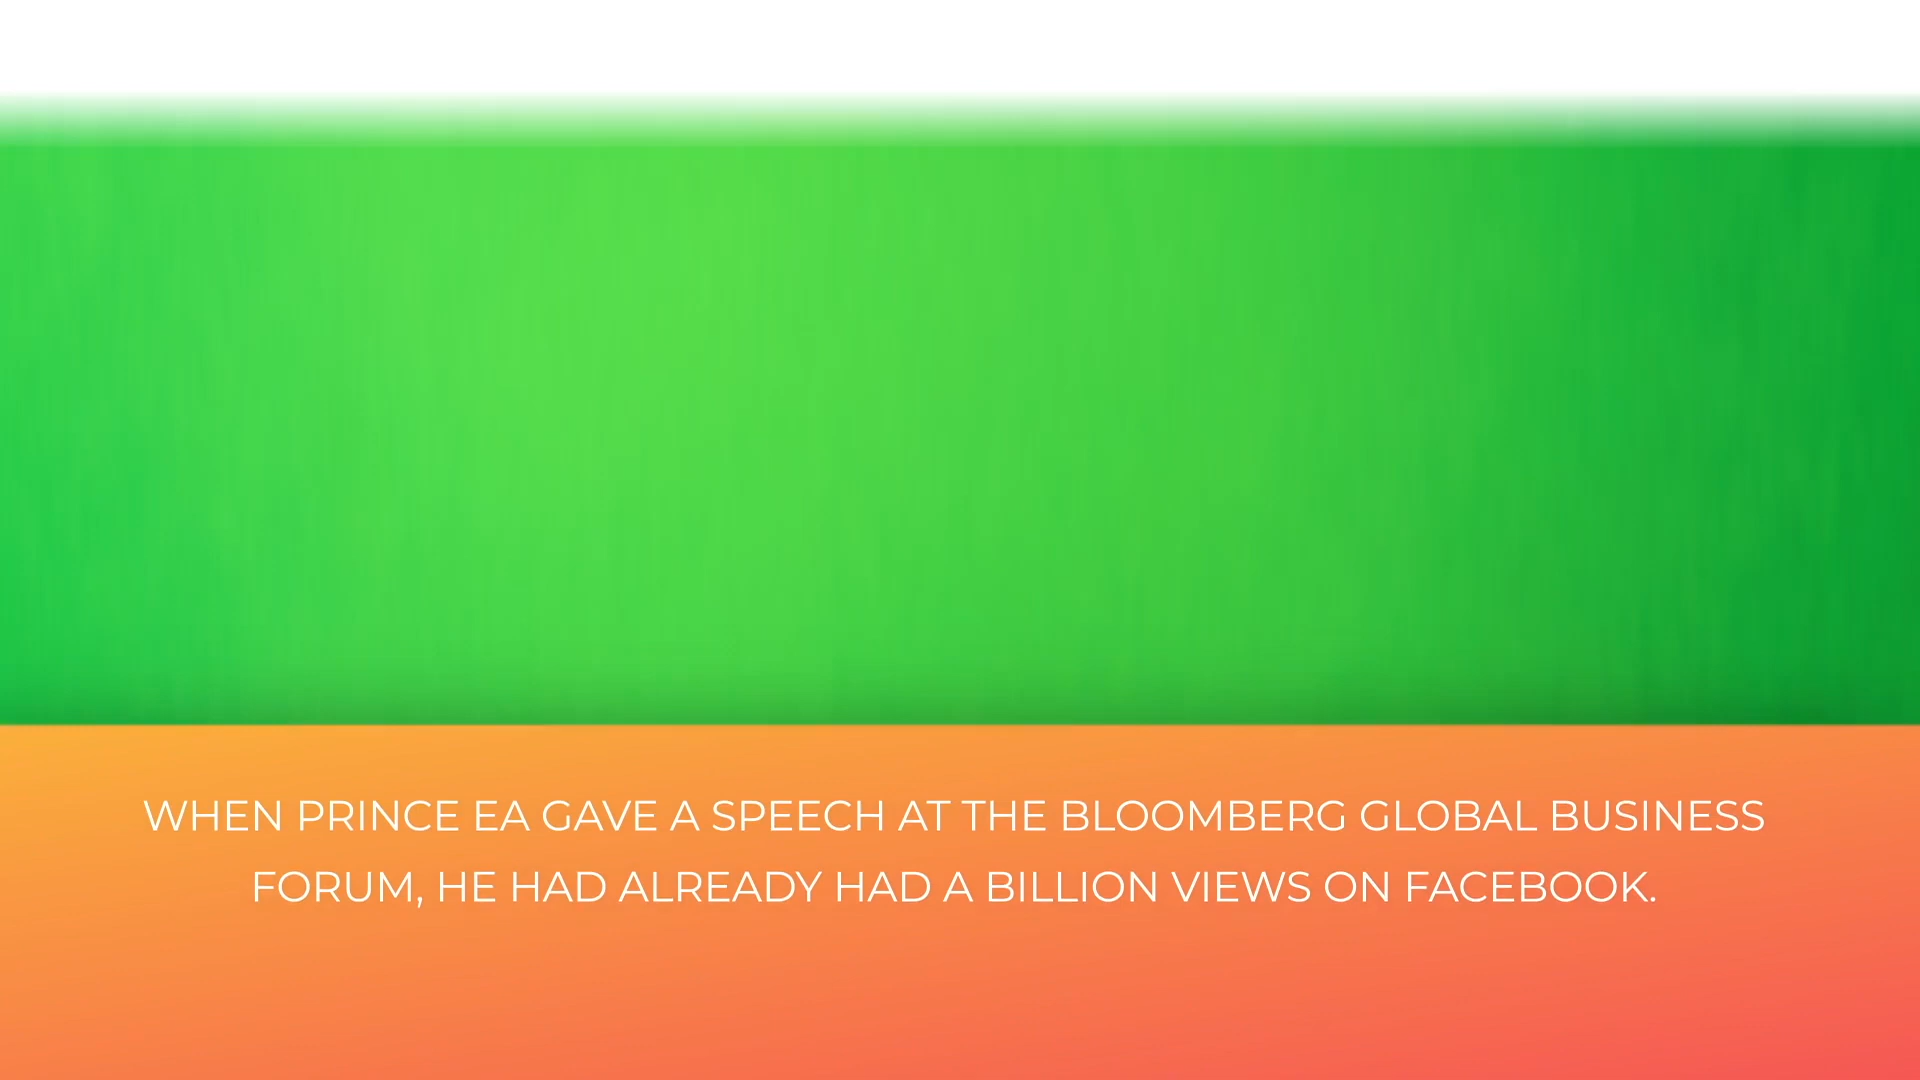 WHEN PRINCE EA GAVE A SPEECH AT THE BLOOMBERG GLOBAL BUSINESS
FORUM, HE HAD ALREADY HAD A BILLION VIEWS ON FACEBOOK.